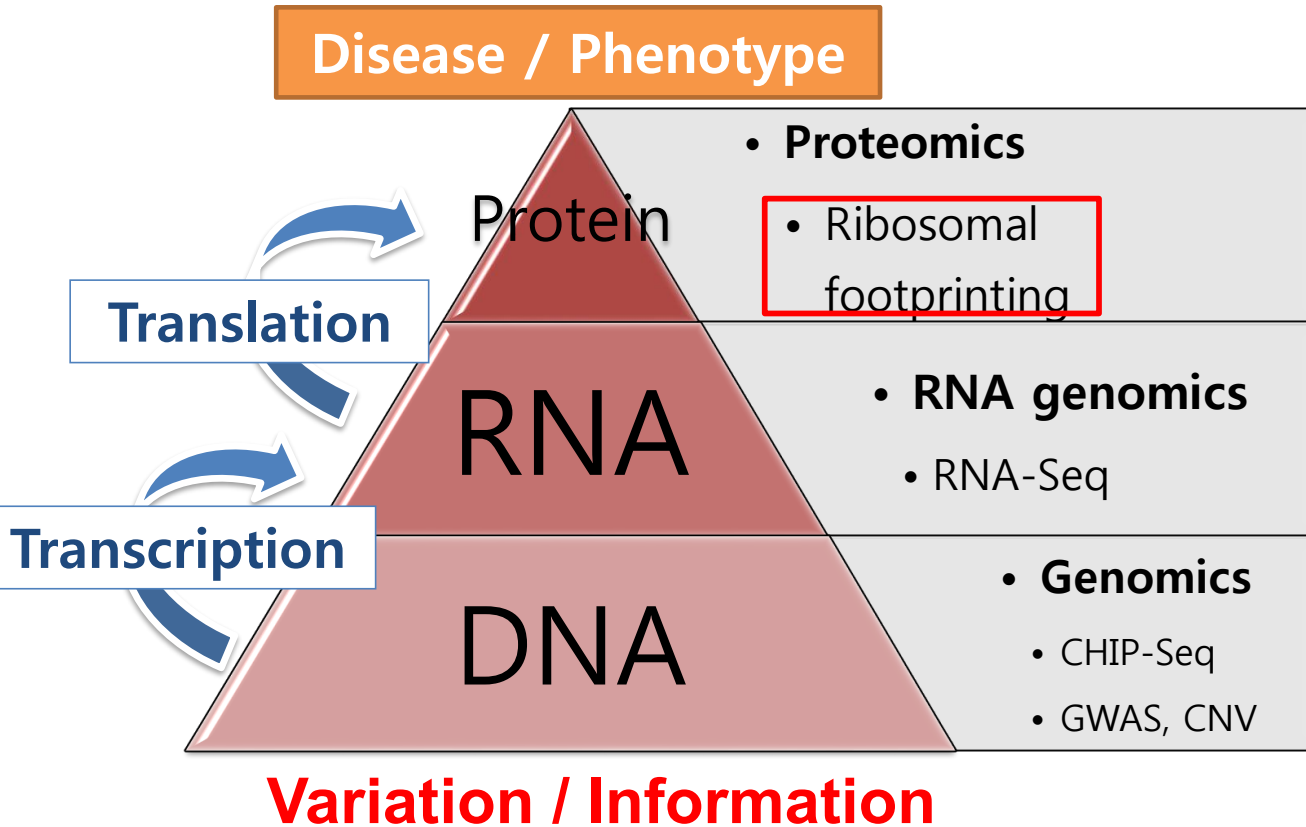 Disease / Phenotype
Protein
• Proteomics
• Ribosomal
footprinting
Translation
RNA
• RNA genomics
• RNA-Seq
Transcription
DNA
• Genomics
• CHIP-Seq
• GWAS, CNV
Variation / Information